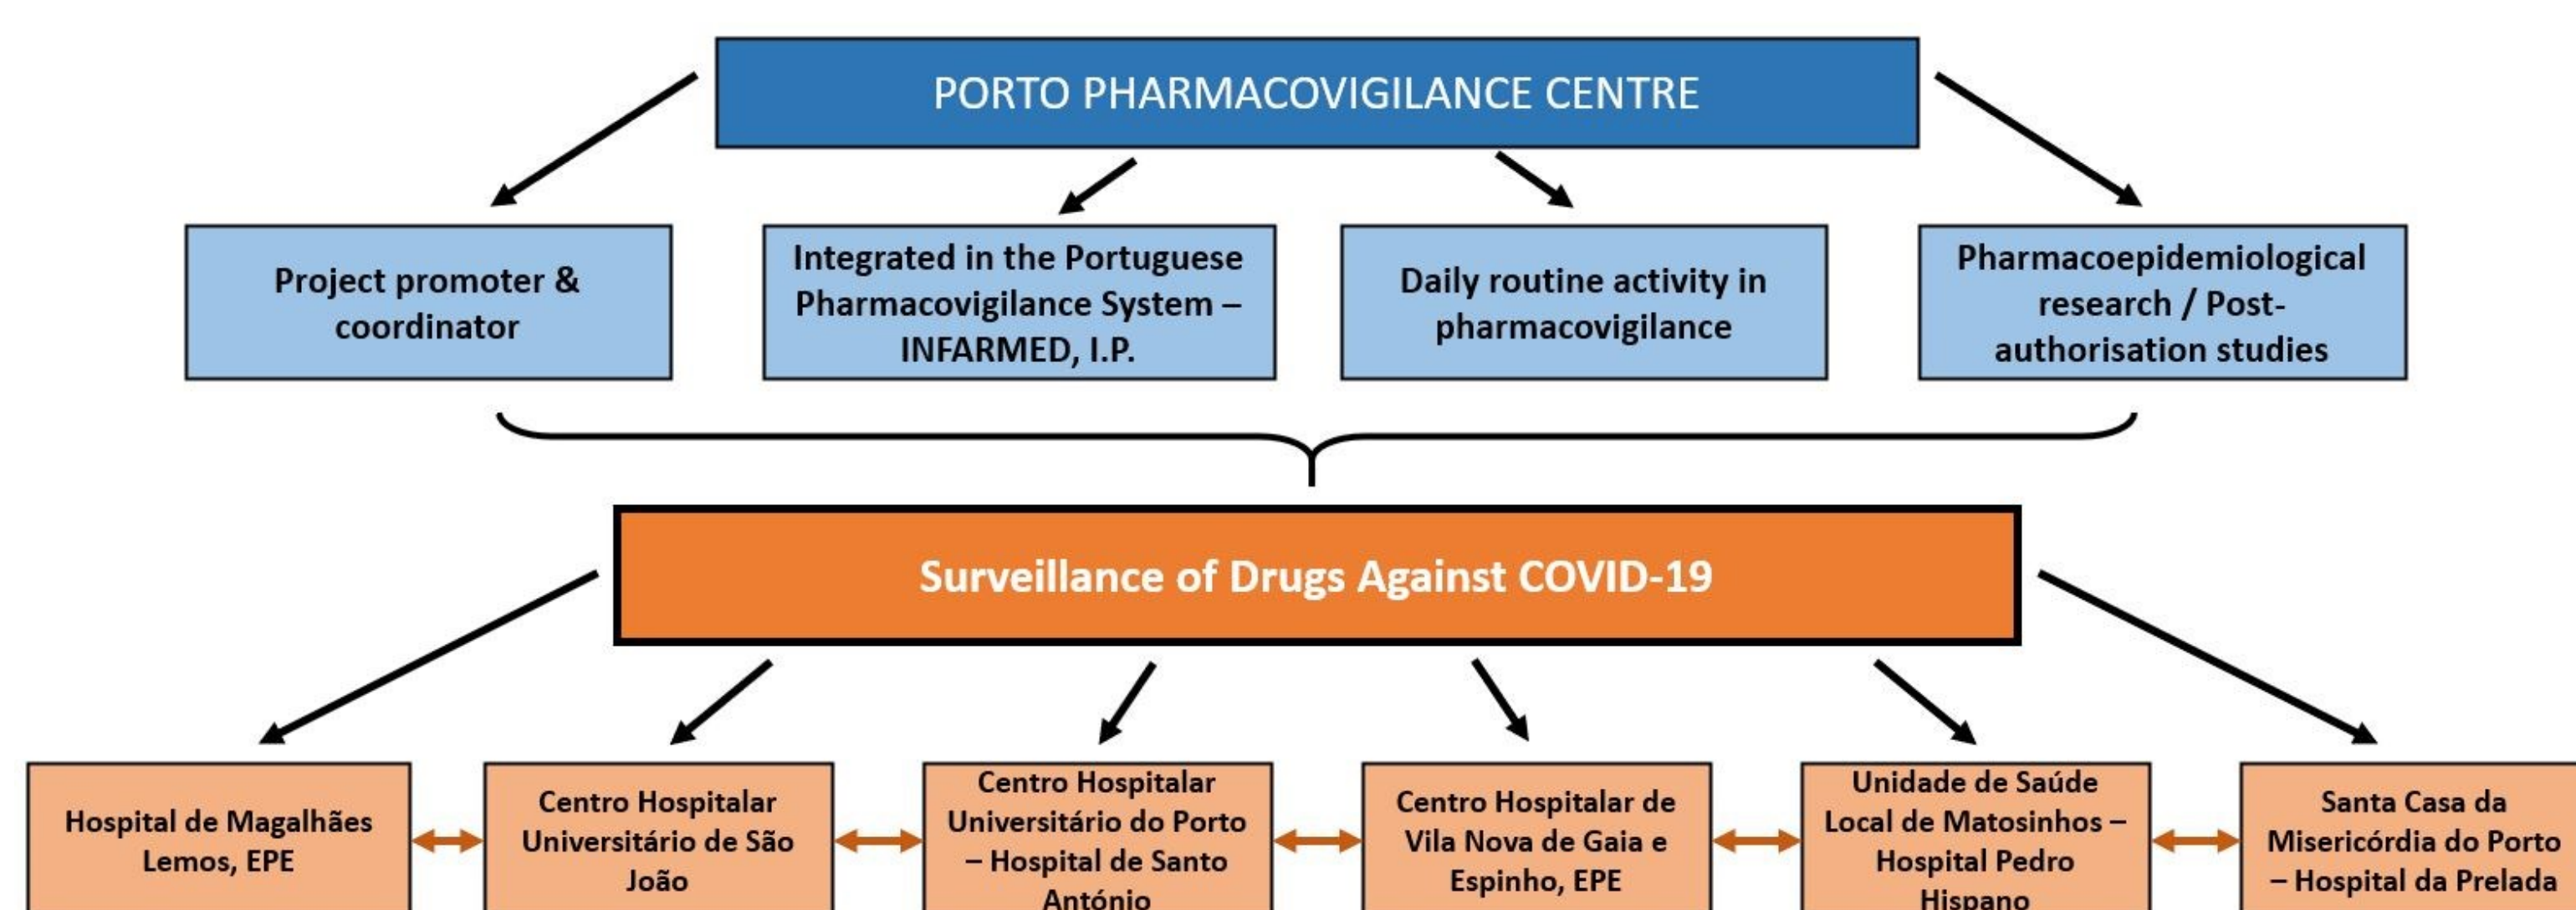 PORTO PHARMACOVIGILANCE CENTRE
Project promoter &
coordinator
Integrated in the Portuguese
Pharmacovigilance System –
INFARMED, I.P.
Daily routine activity in
pharmacovigilance
Pharmacoepidemiological
research / Post-
authorisation studies
Surveillance of Drugs Against COVID-19
Hospital de Magalhães
Lemos, EPE
Centro Hospitalar
Universitário de São
João
Centro Hospitalar
Universitário do Porto
– Hospital de Santo
António
Centro Hospitalar de
Vila Nova de Gaia e
Espinho, EPE
Unidade de Saúde
Local de Matosinhos –
Hospital Pedro
Hispano
Santa Casa da
Misericórdia do Porto
– Hospital da Prelada